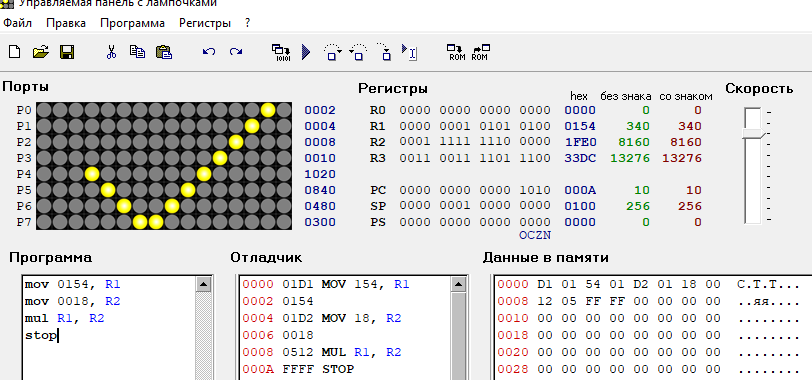 Управляемая панель с лампочками
Файл Правка Программа Регистры ?
10101 ROM ROM
Порты Регистры hex без знака со знаком Скорость
P0 0002 R0 0000 0000 0000 0000 0000 0 0
P1 0004 R1 0000 0001 0101 0100 0154 340 340
P2 0008 R2 0001 1111 1110 0000 1FE0 8160 8160
P3 0010 R3 0011 0011 1101 1100 33DC 13276 13276
P4 1020
P5 0840 PC 0000 0000 0000 1010 000A 10 10
P6 0480 SP 0000 0001 0000 0000 0100 256 256
P7 0300 PS 0000 0000 0000 0000 0000 0 0
OCZN
Программа Отладчик Данные в памяти
mov 0154, R1 0000 01D1 MOV 154, R1 0000 D1 01 54 01 D2 01 18 00 С.T.Т...
mov 0018, R2 0002 0154 0008 12 05 FF FF 00 00 00 00 ..яя....
mul R1, R2 0004 01D2 MOV 18, R2 0010 00 00 00 00 00 00 00 00 ........
stop 0006 0018 0018 00 00 00 00 00 00 00 00 ........
0008 0512 MUL R1, R2 0020 00 00 00 00 00 00 00 00 ........
000A FFFF STOP 0028 00 00 00 00 00 00 00 00 ........